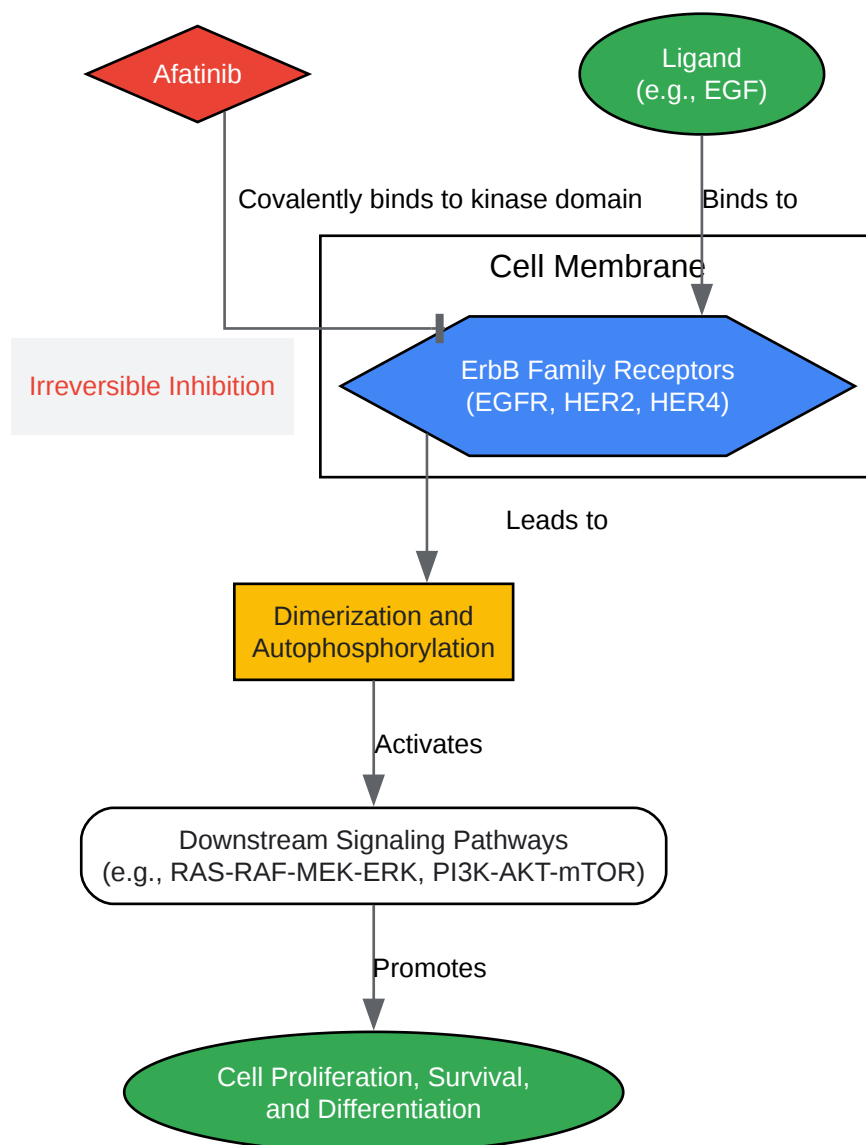 Afatinib
Ligand
(e.g., EGF)
Covalently binds to kinase domain
Binds to
Cell Membrane
ErbB Family Receptors
(EGFR, HER2, HER4)
Irreversible Inhibition
Leads to
Dimerization and
Autophosphorylation
Activates
Downstream Signaling Pathways
(e.g., RAS-RAF-MEK-ERK, PI3K-AKT-mTOR)
Promotes
Cell Proliferation, Survival,
and Differentiation